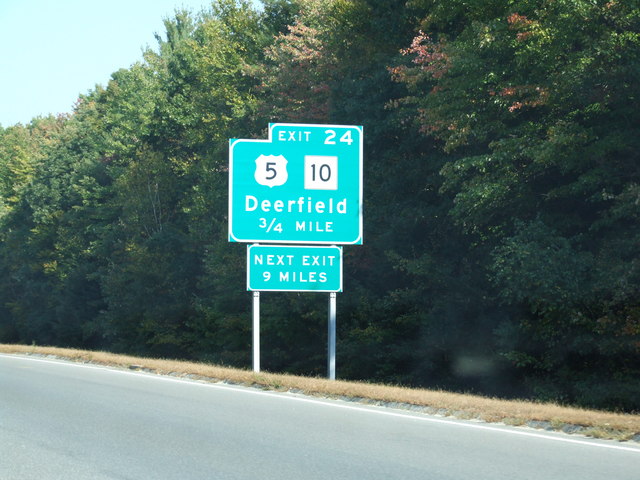 EXIT 24
5 10
Deerfield
3/4 MILE
NEXT EXIT
9 MILES